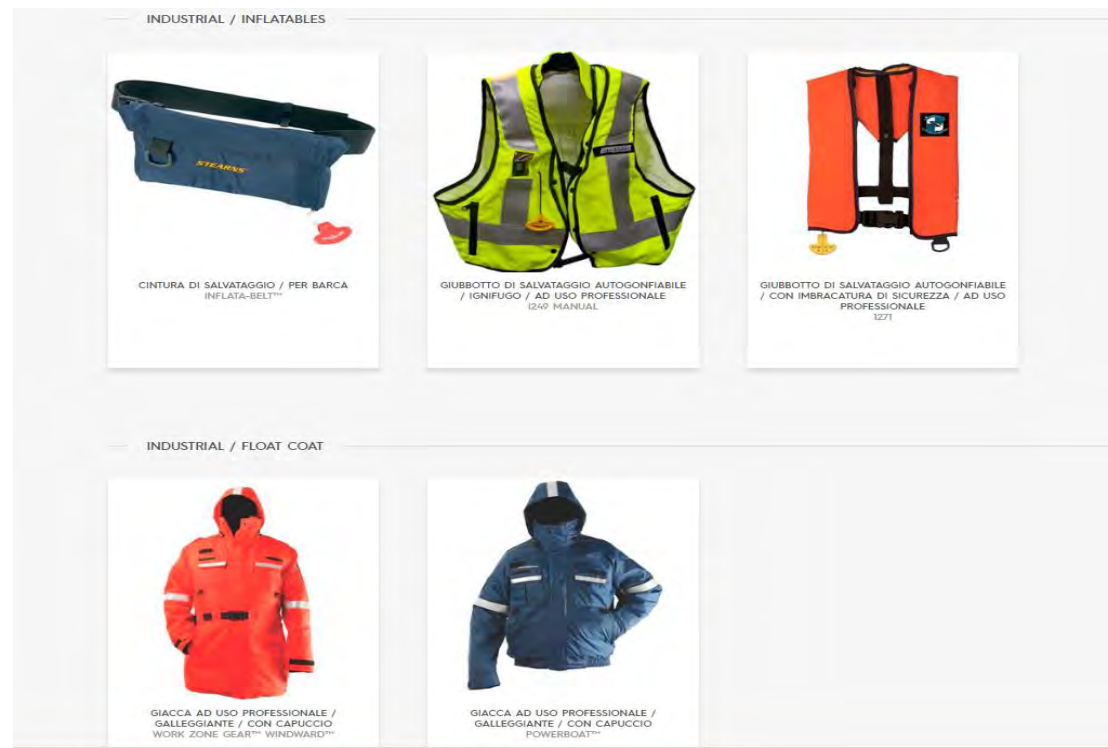 INDUSTRIAL / INFLATABLES
STEARNS
CINTURA DI SALVATAGGIO / PER BARCA
INFLATA-BELT™
GIUBBOTTO DI SALVATAGGIO AUTOGONFIABILE
/ IGNIFUGO / AD USO PROFESSIONALE
I249 MANUAL
GIUBBOTTO DI SALVATAGGIO AUTOGONFIABILE
/ CON IMBRACATURA DI SICUREZZA / AD USO
PROFESSIONALE
1271
INDUSTRIAL / FLOAT COAT
GIACCA AD USO PROFESSIONALE /
GALLEGGIANTE / CON CAPUCCIO
WORK ZONE GEAR™ WINDWARD™
GIACCA AD USO PROFESSIONALE /
GALLEGGIANTE / CON CAPUCCIO
POWERBOAT™